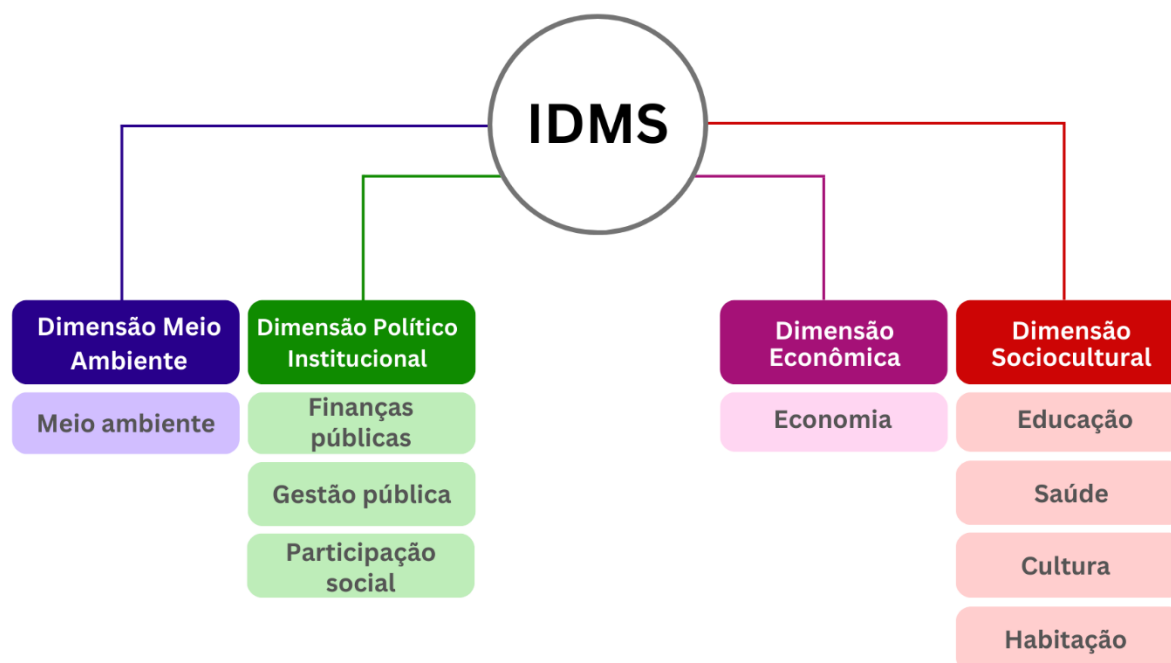 IDMS
Dimensão Meio
Ambiente
Meio ambiente
Dimensão Político
Institucional
Finanças
públicas
Gestão pública
Participação
social
Dimensão
Econômica
Economia
Dimensão
Sociocultural
Educação
Saúde
Cultura
Habitação